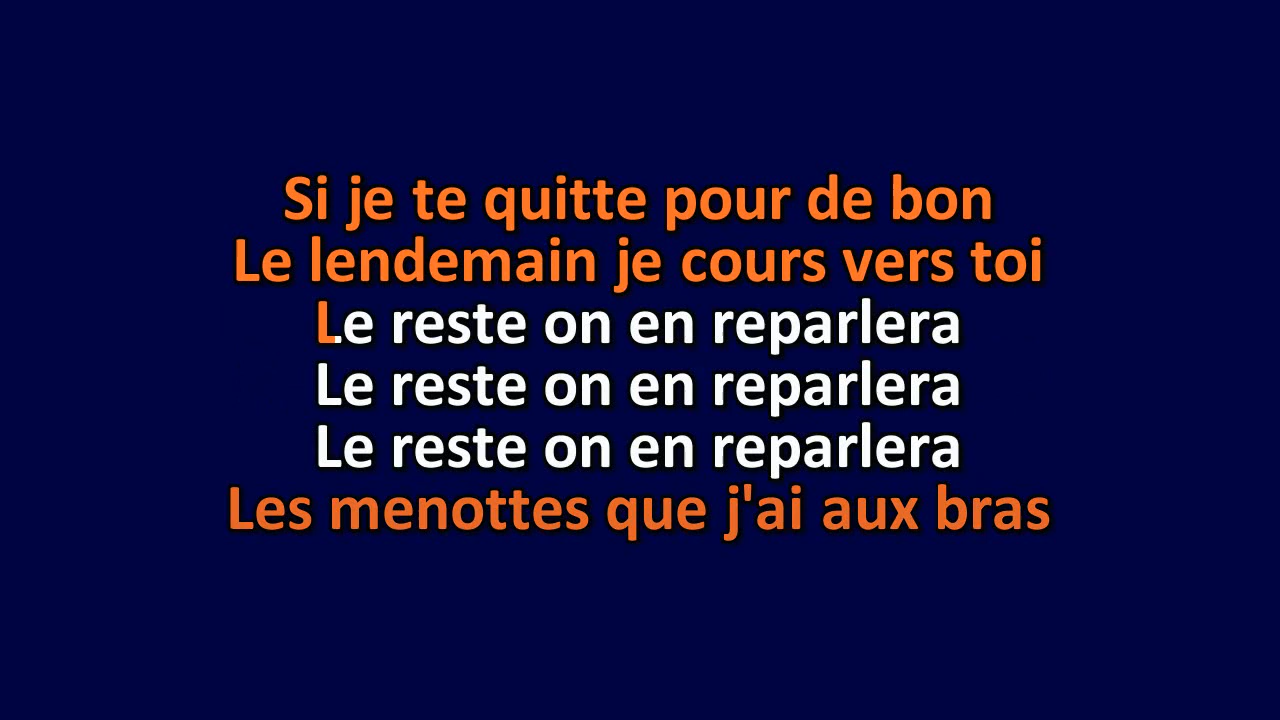 Si je te quitte pour de bon
Le lendemain je cours vers toi
Le reste on en reparlera
Le reste on en reparlera
Le reste on en reparlera
Les menottes que j'ai aux bras